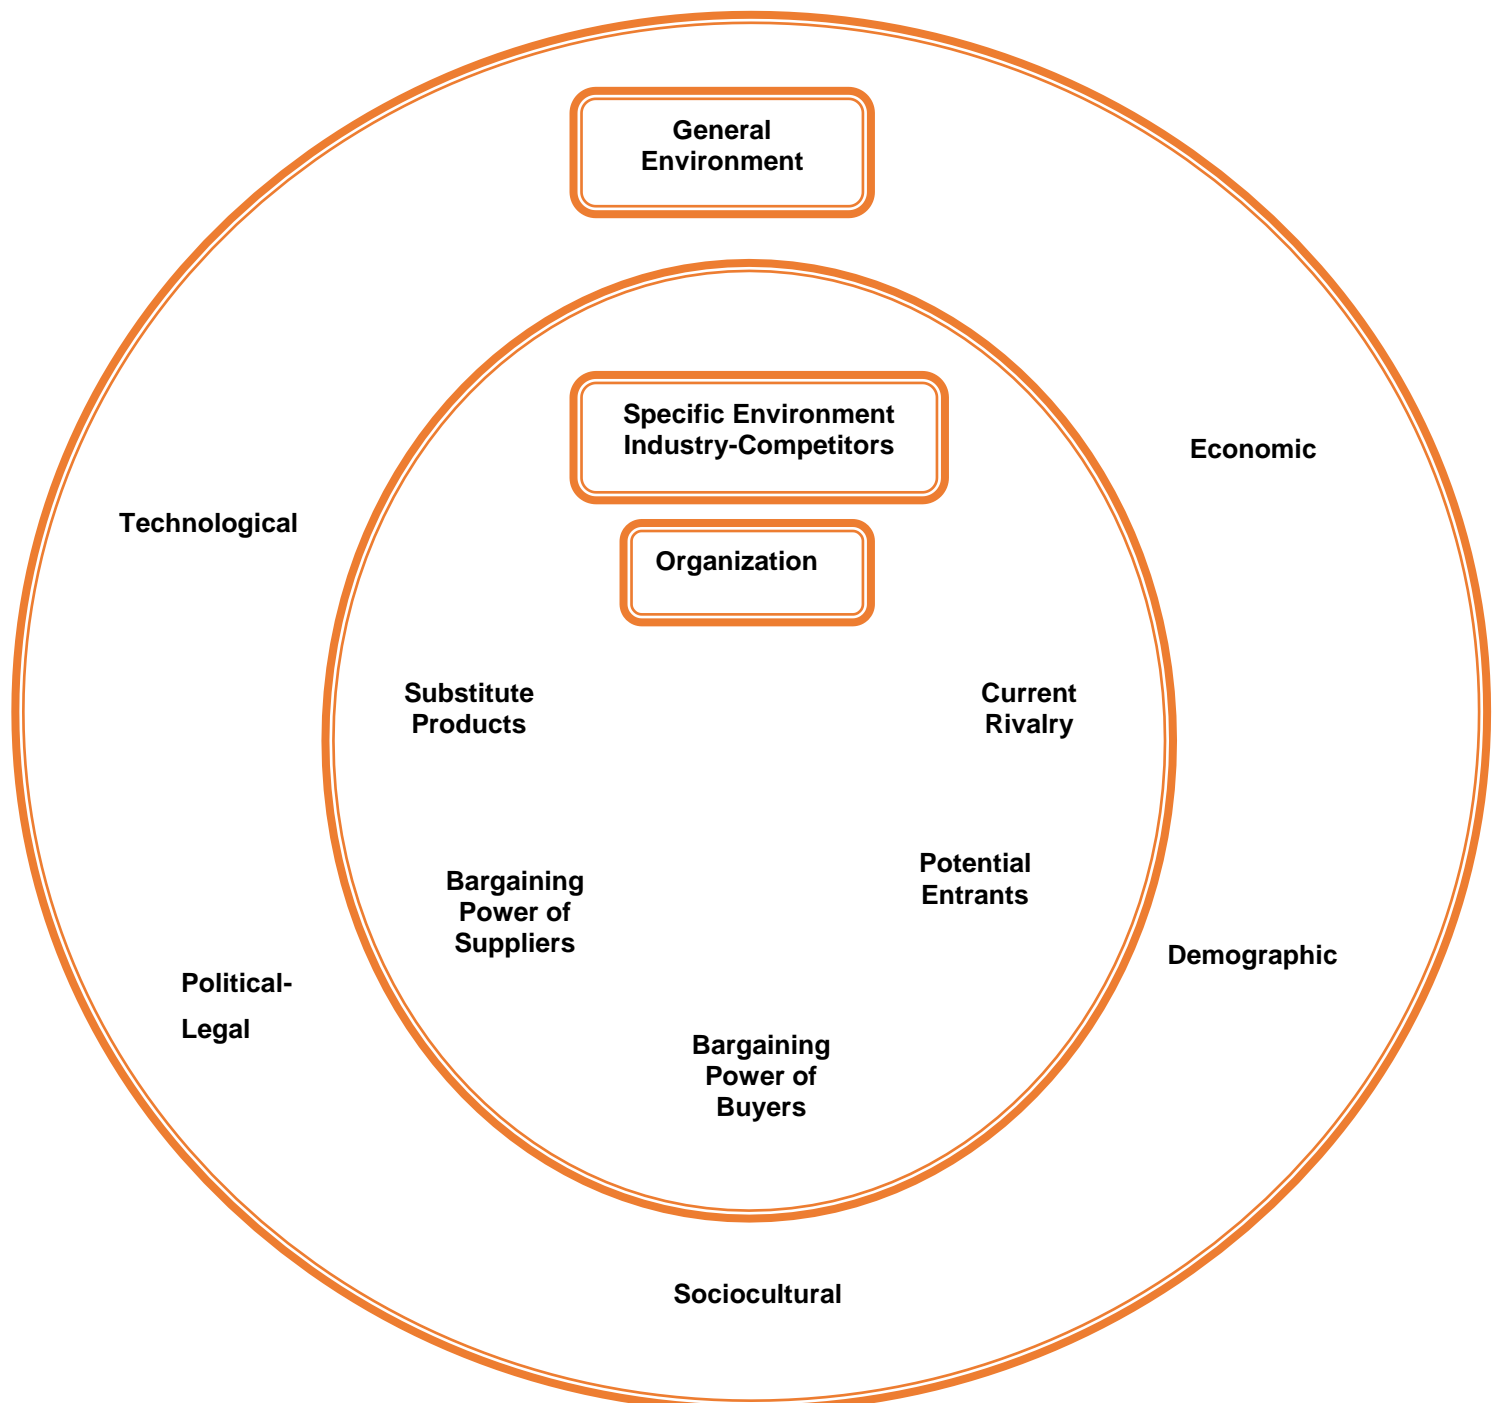 General
Environment
Specific Environment
Industry-Competitors
Economic
Technological
Organization
Substitute
Products
Current
Rivalry
Potential
Entrants
Bargaining
Power of
Suppliers
Demographic
Political-
Legal
Bargaining
Power of
Buyers
Sociocultural